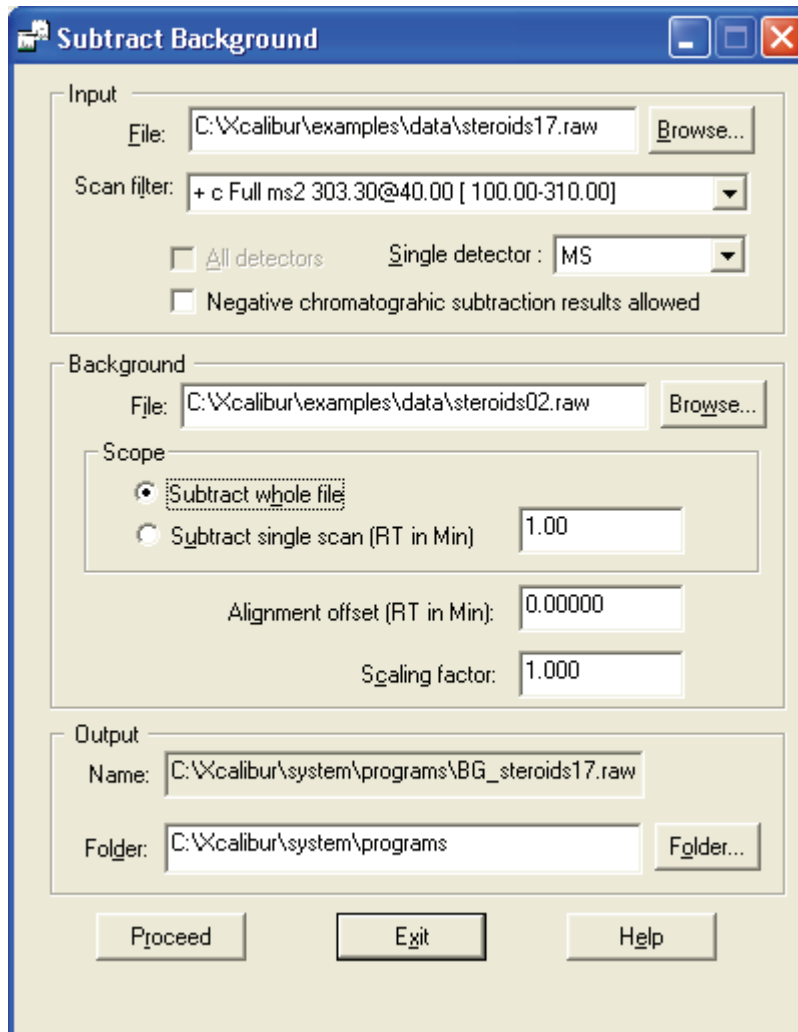 Subtract Background
Input
File: C:\Xcalibur\examples\data\steroids17.raw Browse...
Scan filter: + c Full ms2 303.30@40.00 [ 100.00-310.00]
All detectors Single detector : MS
Negative chromatograhic subtraction results allowed
Background
File: C:\Xcalibur\examples\data\steroids02.raw Browse...
Scope
Subtract whole file
Subtract single scan (RT in Min) 1.00
Alignment offset (RT in Min): 0.00000
Scaling factor: 1.000
Output
Name: C:\Xcalibur\system\programs\BG_steroids17.raw
Folder: C:\Xcalibur\system\programs Folder...
Proceed Exit Help